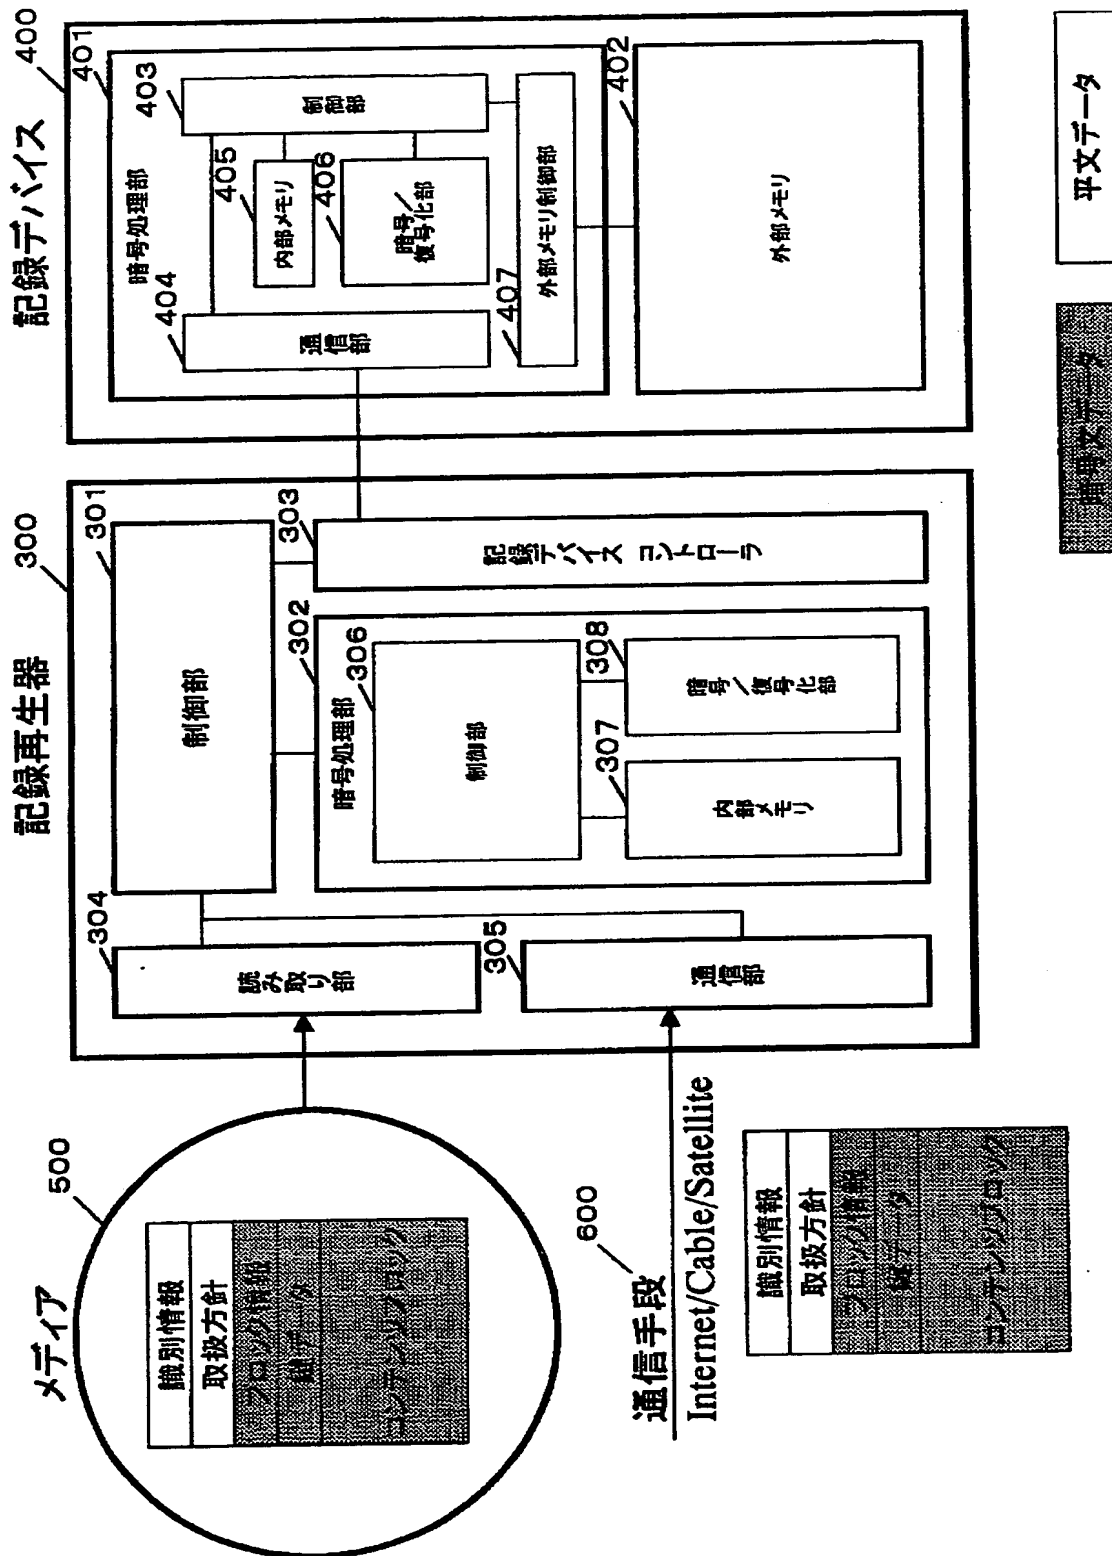 メディア
500
識別情報
取扱方針
ブロック情報
鍵データ
コンテンツブロック
通信手段
600
Internet/Cable/Satellite
識別情報
取扱方針
ブロック情報
鍵データ
コンテンツブロック
記録再生器
300
301
制御部
302
暗号処理部
306
制御部
307
内部メモリ
308
暗号/復号化部
303
記録デバイス コントローラ
304
読み取り部
305
通信部
記録デバイス
400
401
暗号処理部
403
制御部
404
通信部
405
内部メモリ
406
暗号/
復号化部
407
外部メモリ制御部
402
外部メモリ
暗号文データ
平文データ